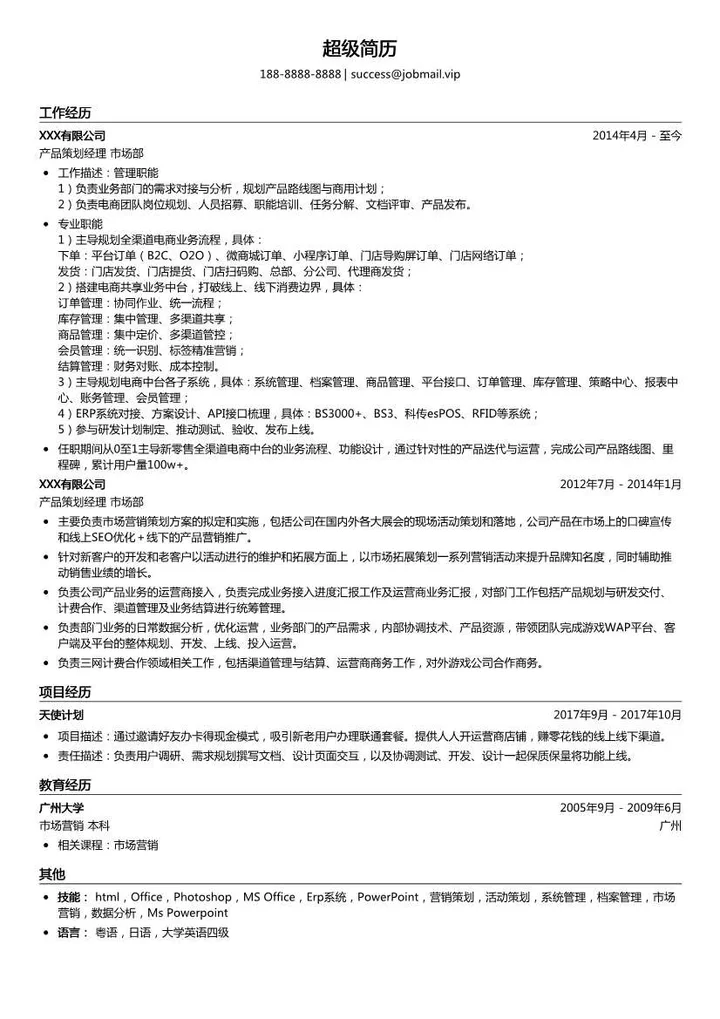 超级简历
188-8888-8888 | success@jobmail.vip
工作经历
XXX有限公司 2014年4月 - 至今
产品策划经理 市场部
• 工作描述：管理职能
1）负责业务部门的需求对接与分析，规划产品路线图与商用计划；
2）负责电商团队岗位规划、人员招募、职能培训、任务分解、文档评审、产品发布。
• 专业职能
1）主导规划全渠道电商业务流程，具体：
下单：平台订单（B2C、O2O）、微商城订单、小程序订单、门店导购屏订单、门店网络订单；
发货：门店发货、门店提货、门店扫码购、总部、分公司、代理商发货；
2）搭建电商共享业务中台，打破线上、线下消费边界，具体：
订单管理：协同作业、统一流程；
库存管理：集中管理、多渠道共享；
商品管理：集中定价、多渠道管控；
会员管理：统一识别、标签精准营销；
结算管理：财务对账、成本控制。
3）主导规划电商中台各子系统，具体：系统管理、档案管理、商品管理、平台接口、订单管理、库存管理、策略中心、报表中
心、账务管理、会员管理；
4）ERP系统对接、方案设计、API接口梳理，具体：BS3000+、BS3、科传esPOS、RFID等系统；
5）参与研发计划制定、推动测试、验收、发布上线。
• 任职期间从0至1主导新零售全渠道电商中台的业务流程、功能设计，通过针对性的产品迭代与运营，完成公司产品路线图、里
程碑，累计用户量100w+。
XXX有限公司 2012年7月 - 2014年1月
产品策划经理 市场部
• 主要负责市场营销策划方案的拟定和实施，包括公司在国内外各大展会的现场活动策划和落地，公司产品在市场上的口碑宣传
和线上SEO优化＋线下的产品营销推广。
• 针对新客户的开发和老客户以活动进行的维护和拓展方面上，以市场拓展策划一系列营销活动来提升品牌知名度，同时辅助推
动销售业绩的增长。
• 负责公司产品业务的运营商接入，负责完成业务接入进度汇报工作及运营商业务汇报，对部门工作包括产品规划与研发交付、
计费合作、渠道管理及业务结算进行统筹管理。
• 负责部门业务的日常数据分析，优化运营，业务部门的产品需求，内部协调技术、产品资源，带领团队完成游戏WAP平台、客
户端及平台的整体规划、开发、上线、投入运营。
• 负责三网计费合作领域相关工作，包括渠道管理与结算、运营商商务工作，对外游戏公司合作商务。
项目经历
天使计划 2017年9月 - 2017年10月
• 项目描述：通过邀请好友办卡得现金模式，吸引新老用户办理联通套餐。提供人人开运营商店铺，赚零花钱的线上线下渠道。
• 责任描述：负责用户调研、需求规划撰写文档、设计页面交互，以及协调测试、开发、设计一起保质保量将功能上线。
教育经历
广州大学 2005年9月 - 2009年6月
市场营销 本科 广州
• 相关课程：市场营销
其他
• 技能： html，Office，Photoshop，MS Office，Erp系统，PowerPoint，营销策划，活动策划，系统管理，档案管理，市场
营销，数据分析，Ms Powerpoint
• 语言： 粤语，日语，大学英语四级